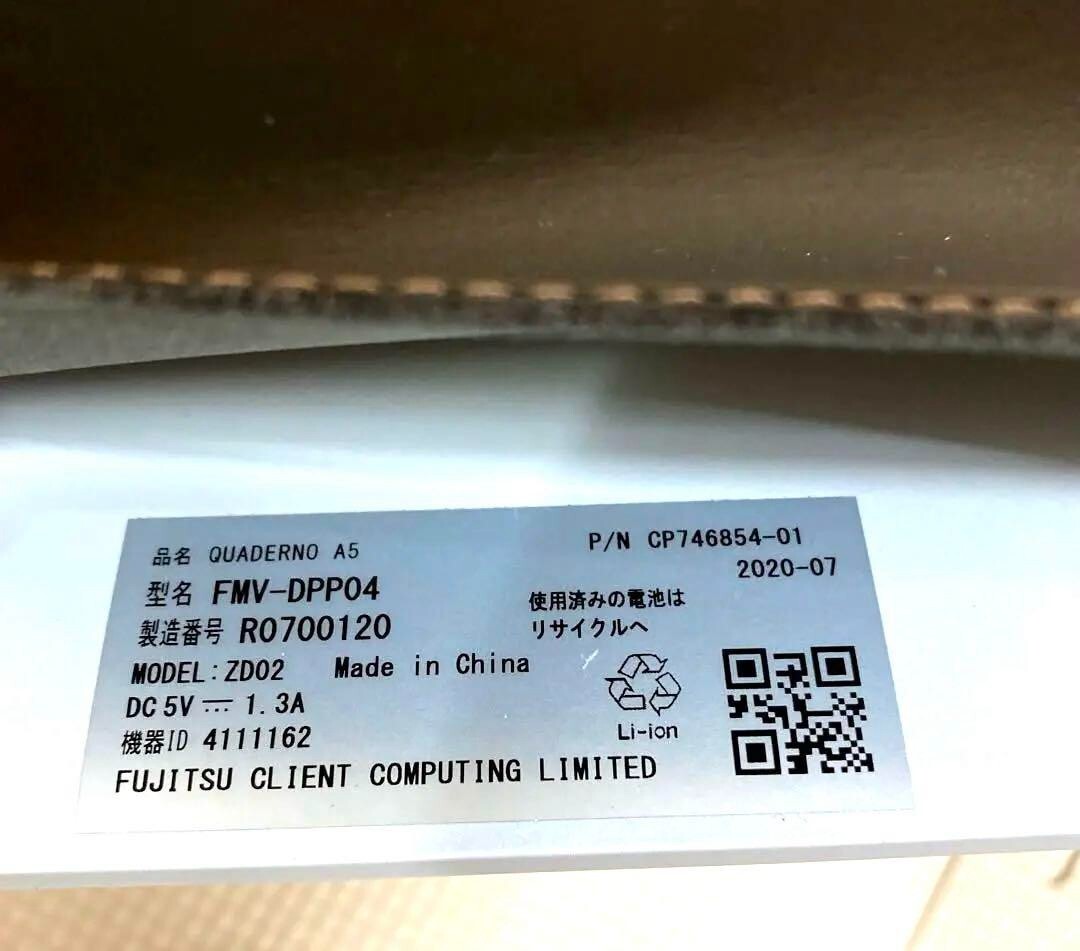 品名 QUADERNO A5
型名 FMV-DPP04
製造番号 R0700120
MODEL:ZD02 Made in China
DC 5V ⎓ 1.3A
機器ID 4111162
FUJITSU CLIENT COMPUTING LIMITED
P/N CP746854-01
2020-07
使用済みの電池は
リサイクルへ
Li-ion